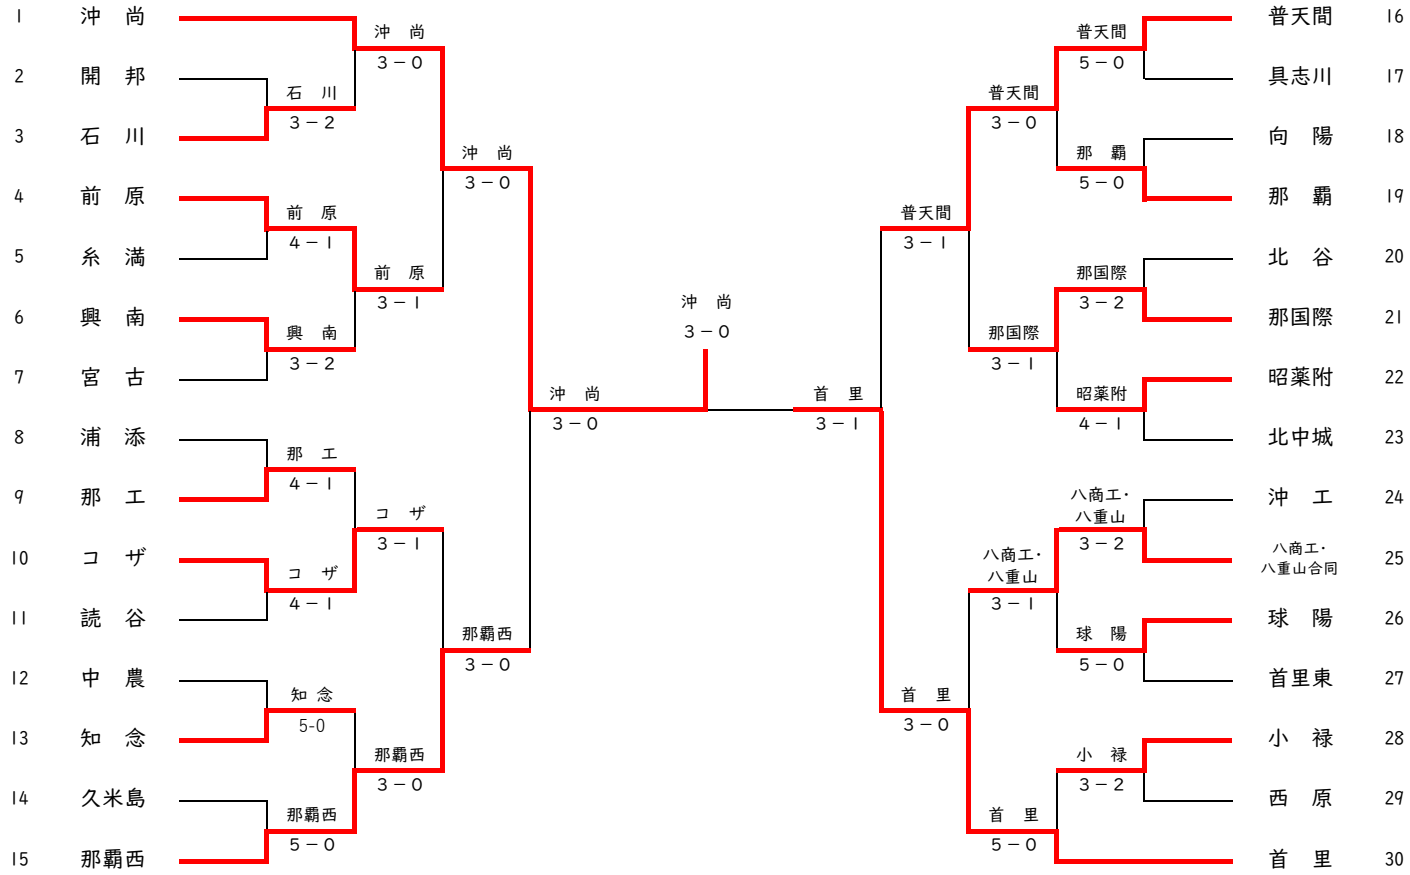 1 沖 尚
2 開 邦
3 石 川
4 前 原
5 糸 満
6 興 南
7 宮 古
8 浦 添
9 那 工
10 コ ザ
11 読 谷
12 中 農
13 知 念
14 久米島
15 那覇西
石 川
3-2
前 原
4-1
興 南
3-2
那 工
4-1
コ ザ
4-1
知 念
5-0
那覇西
5-0
沖 尚
3-0
前 原
3-1
コ ザ
3-1
那覇西
3-0
沖 尚
3-0
那覇西
3-0
沖 尚
3-0
沖 尚
3-0
首 里
3-1
普天間
3-1
首 里
3-0
普天間
3-0
那国際
3-1
八商工・
八重山
3-1
首 里
5-0
普天間
5-0
那 覇
5-0
那国際
3-2
昭薬附
4-1
八商工・
八重山
3-2
球 陽
5-0
小 禄
3-2
普天間 16
具志川 17
向 陽 18
那 覇 19
北 谷 20
那国際 21
昭薬附 22
北中城 23
沖 工 24
八商工・
八重山合同 25
球 陽 26
首里東 27
小 禄 28
西 原 29
首 里 30